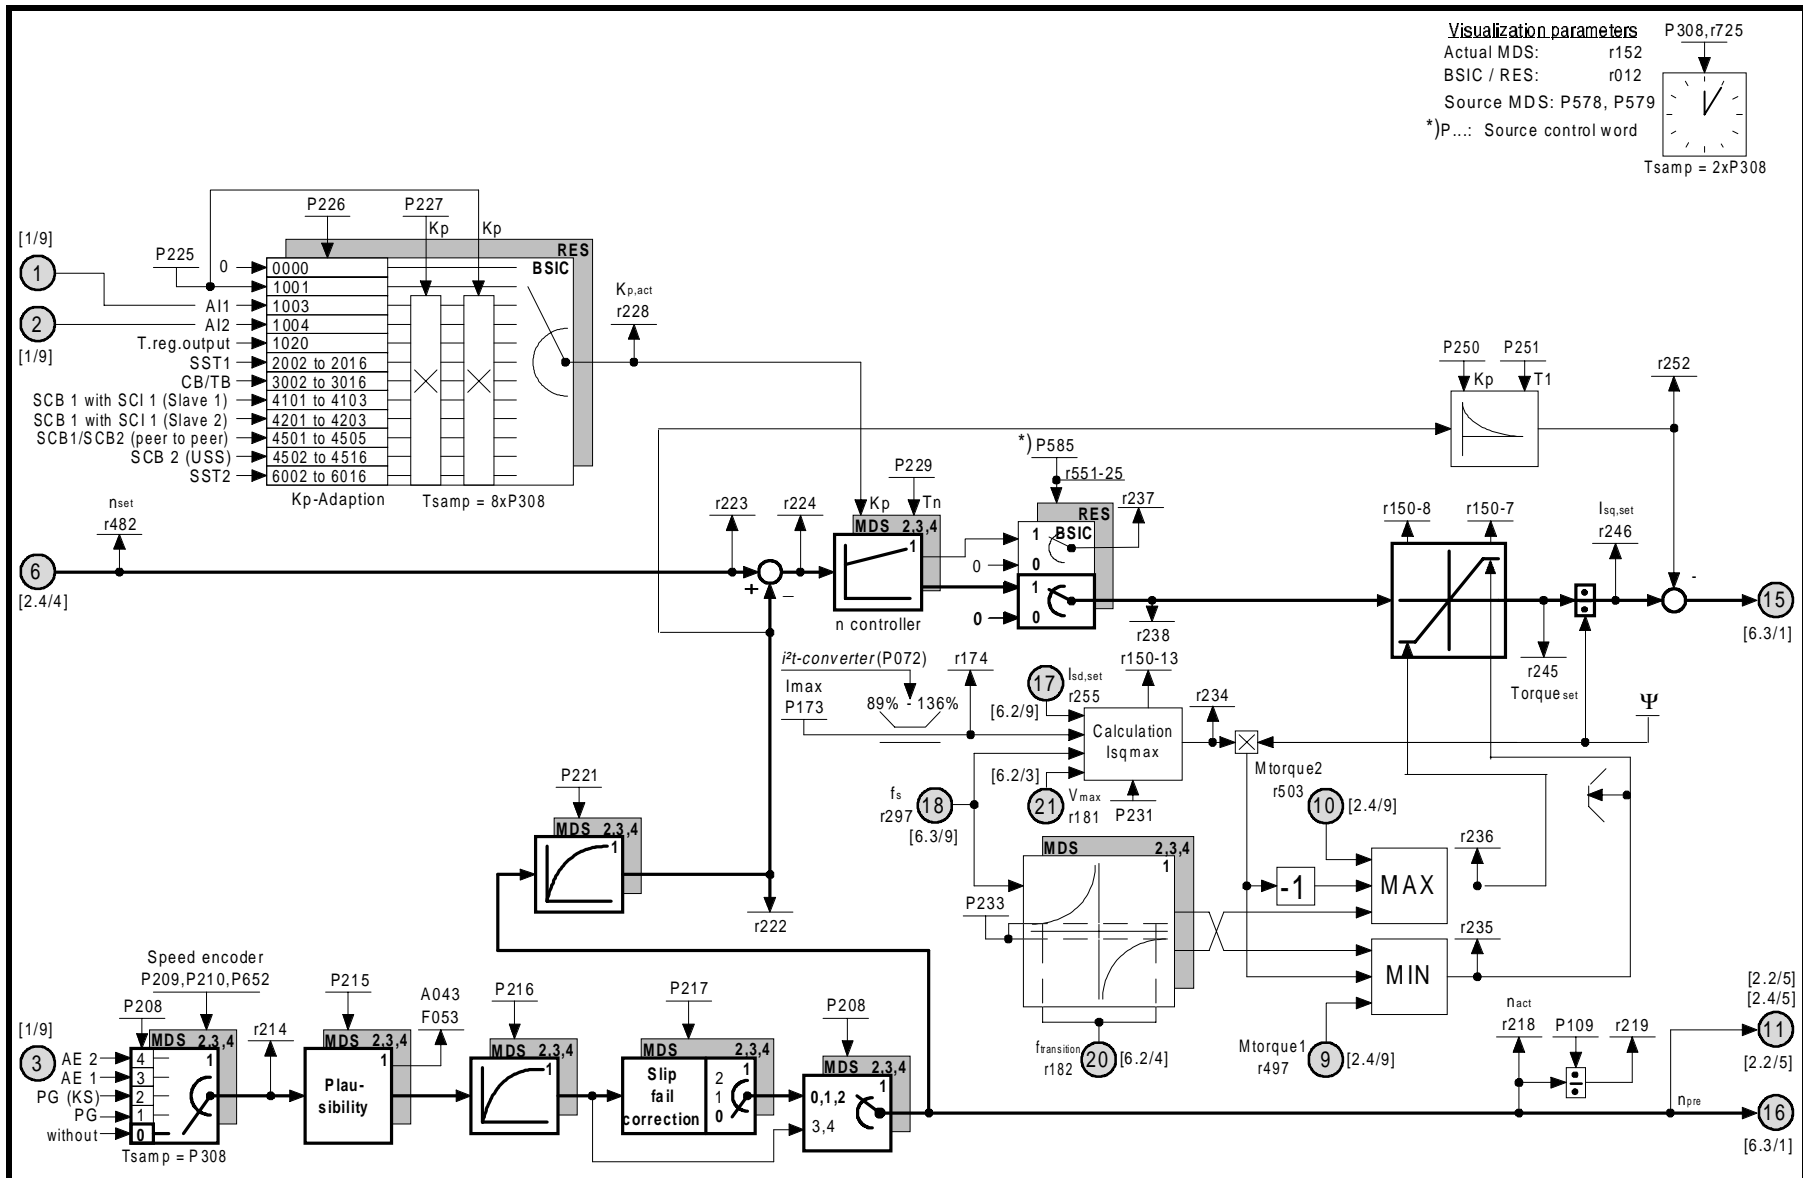 Visualization parameters
Actual MDS: r152
BSIC / RES: r012
Source MDS: P578, P579
*)P...: Source control word
P308,r725
Tsamp = 2xP308
[1/9]
1
2
[1/9]
P225
P226
P227
Kp
Kp
RES
BSIC
0
0000
1001
AI1
1003
AI2
1004
T.reg.output
1020
SST1
2002 to 2016
CB/TB
3002 to 3016
SCB 1 with SCI 1 (Slave 1)
4101 to 4103
SCB 1 with SCI 1 (Slave 2)
4201 to 4203
SCB1/SCB2 (peer to peer)
4501 to 4505
SCB 2 (USS)
4502 to 4516
SST2
6002 to 6016
Kp-Adaption
Tsamp = 8xP308
Kp,act
r228
P250
P251
Kp
T1
r252
nset
r482
6
[2.4/4]
r223
r224
+
–
P229
Kp
Tn
MDS 2,3,4
1
n controller
*) P585
r551-25
r237
RES
BSIC
1
0
0
1
0
0
r238
r150-8
r150-7
Isq,set
r246
r245
Torque set
-
15
[6.3/1]
i²t-converter (P072)
Imax
P173
89% - 136%
r174
17
Isd,set
r255
[6.2/9]
r150-13
Calculation
Isqmax
r234
Ψ
[6.2/3]
21
Vmax
r181
P231
fs
r297
18
[6.3/9]
Mtorque2
r503
10
[2.4/9]
P221
MDS 2,3,4
1
r222
MDS 2,3,4
1
P233
-1
MAX
r236
MIN
r235
ftransition
r182
20
[6.2/4]
Mtorque1
r497
9
[2.4/9]
Speed encoder
P209,P210,P652
P208
[1/9]
3
AE 2
AE 1
PG (KS)
PG
without
4
3
2
1
0
MDS 2,3,4
1
Tsamp = P308
r214
P215
MDS 2,3,4
1
Plau-
sibility
A043
F053
P216
MDS 2,3,4
1
P217
MDS 2,3,4
1
Slip
fail
correction
2
1
0
P208
MDS 2,3,4
1
0,1,2
3,4
nact
r218
P109
r219
[2.2/5]
[2.4/5]
11
[2.2/5]
npre
16
[6.3/1]